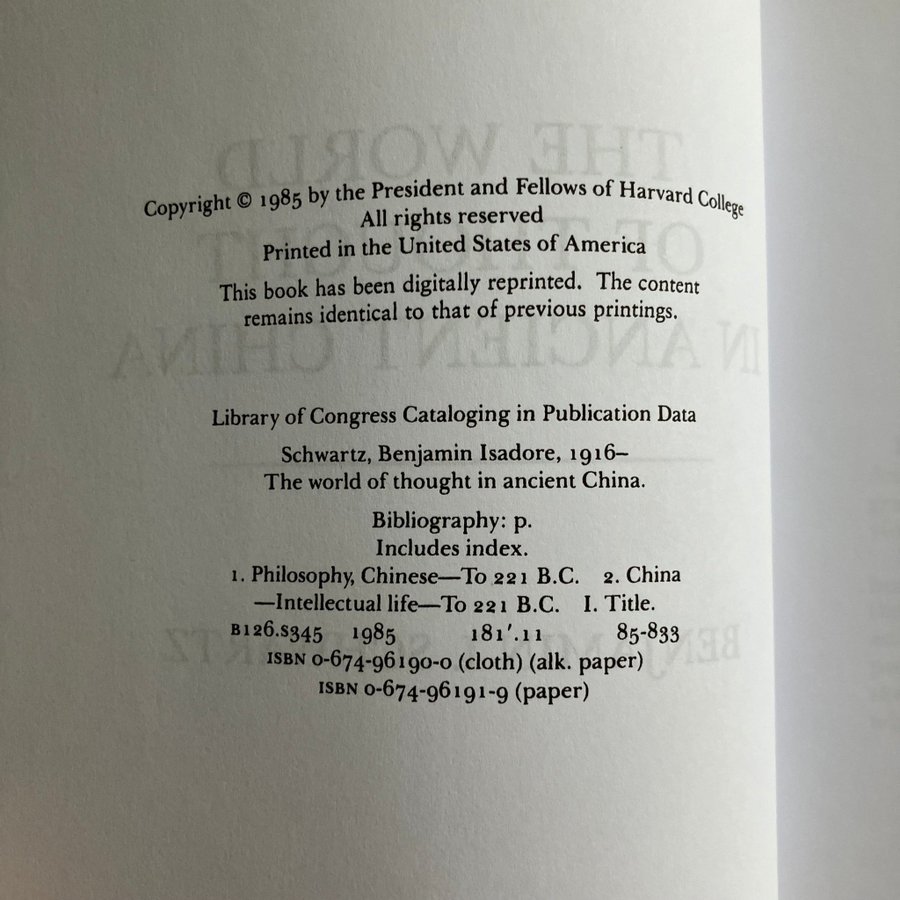 Copyright © 1985 by the President and Fellows of Harvard College
All rights reserved
Printed in the United States of America
This book has been digitally reprinted. The content
remains identical to that of previous printings.
Library of Congress Cataloging in Publication Data
Schwartz, Benjamin Isadore, 1916–
The world of thought in ancient China.
Bibliography: p.
Includes index.
1. Philosophy, Chinese—To 221 B.C. 2. China
—Intellectual life—To 221 B.C. I. Title.
B126.S345 1985 181′.11 85-833
ISBN 0-674-96190-0 (cloth) (alk. paper)
ISBN 0-674-96191-9 (paper)